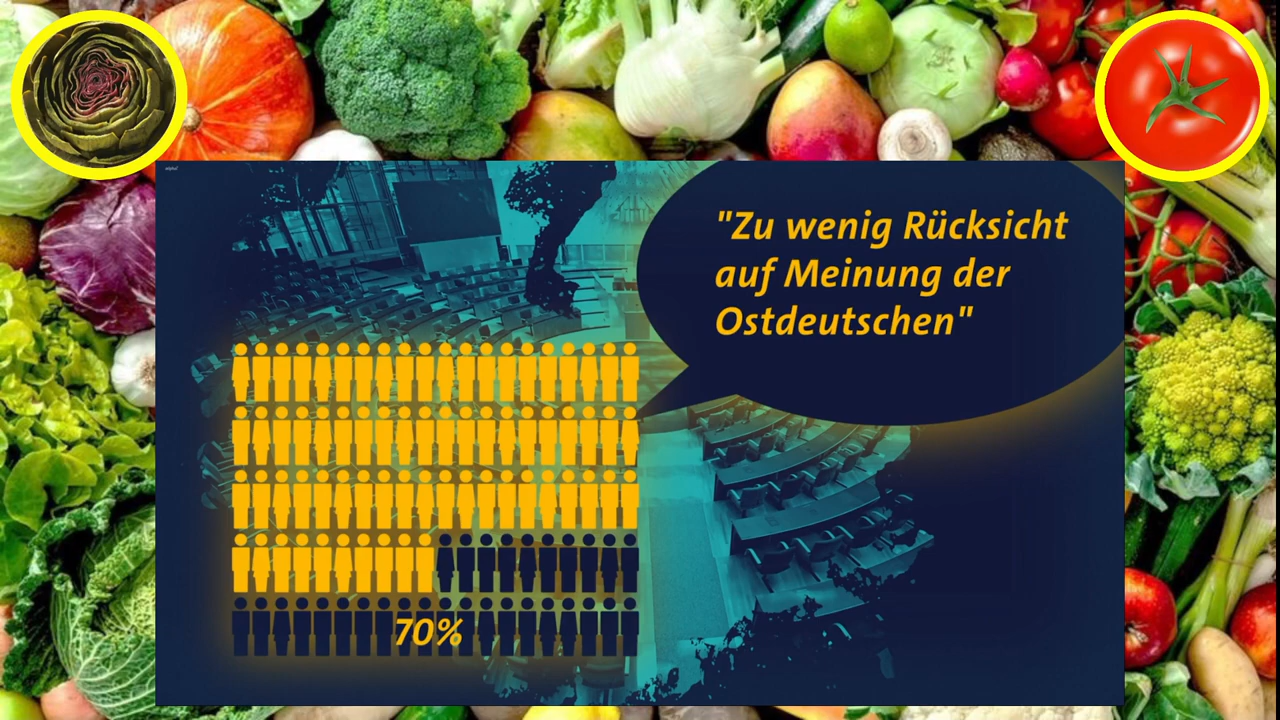 "Zu wenig Rücksicht
auf Meinung der
Ostdeutschen"
70%